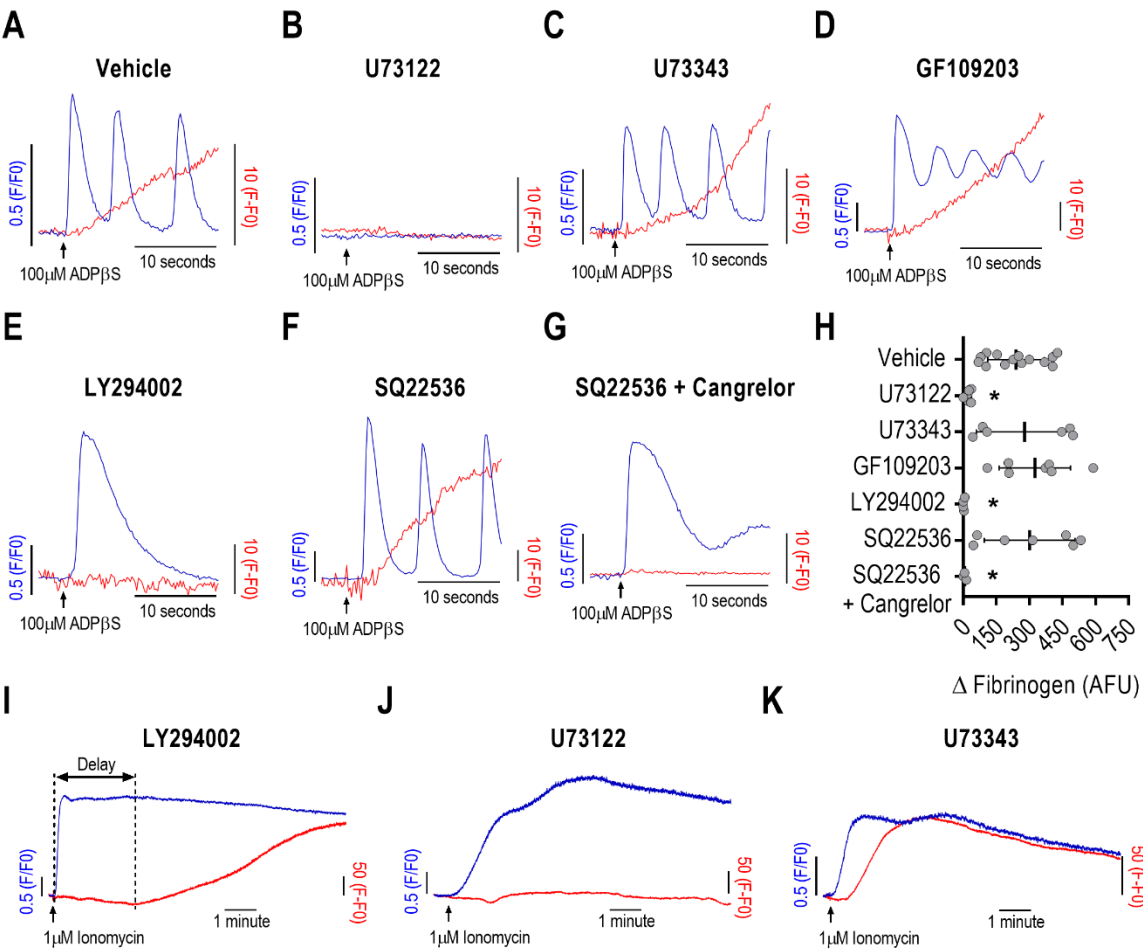 A
Vehicle
0.5 (F/F0)
10 (F-F0)
100μM ADPβS
10 seconds
B
U73122
0.5 (F/F0)
10 (F-F0)
100μM ADPβS
10 seconds
C
U73343
0.5 (F/F0)
10 (F-F0)
100μM ADPβS
10 seconds
D
GF109203
0.5 (F/F0)
10 (F-F0)
100μM ADPβS
10 seconds
E
LY294002
0.5 (F/F0)
10 (F-F0)
100μM ADPβS
10 seconds
F
SQ22536
0.5 (F/F0)
10 (F-F0)
100μM ADPβS
10 seconds
G
SQ22536 + Cangrelor
0.5 (F/F0)
10 (F-F0)
100μM ADPβS
10 seconds
H
Vehicle
U73122 *
U73343
GF109203
LY294002 *
SQ22536
SQ22536 *
+ Cangrelor
0 150 300 450 600 750
Δ Fibrinogen (AFU)
I
LY294002
Delay
0.5 (F/F0)
50 (F-F0)
1 minute
1μM Ionomycin
J
U73122
0.5 (F/F0)
50 (F-F0)
1 minute
1μM Ionomycin
K
U73343
0.5 (F/F0)
50 (F-F0)
1 minute
1μM Ionomycin